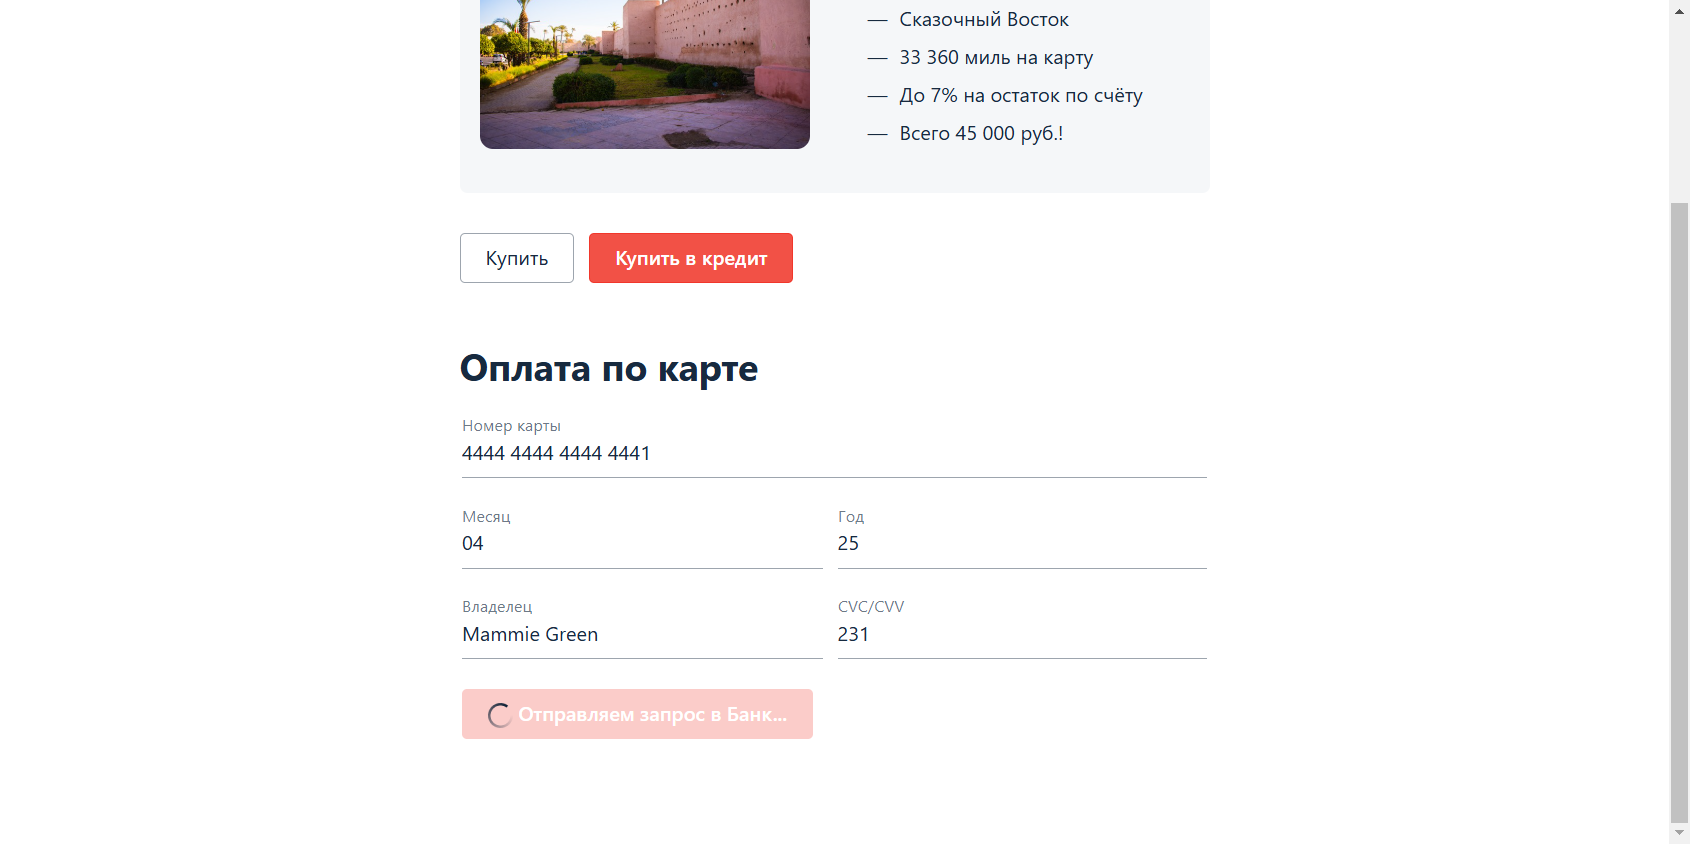 — Сказочный Восток
— 33 360 миль на карту
— До 7% на остаток по счёту
— Всего 45 000 руб.!
Купить
Купить в кредит
Оплата по карте
Номер карты
4444 4444 4444 4441
Месяц
Год
04
25
Владелец
CVC/CVV
Mammie Green
231
Отправляем запрос в Банк...